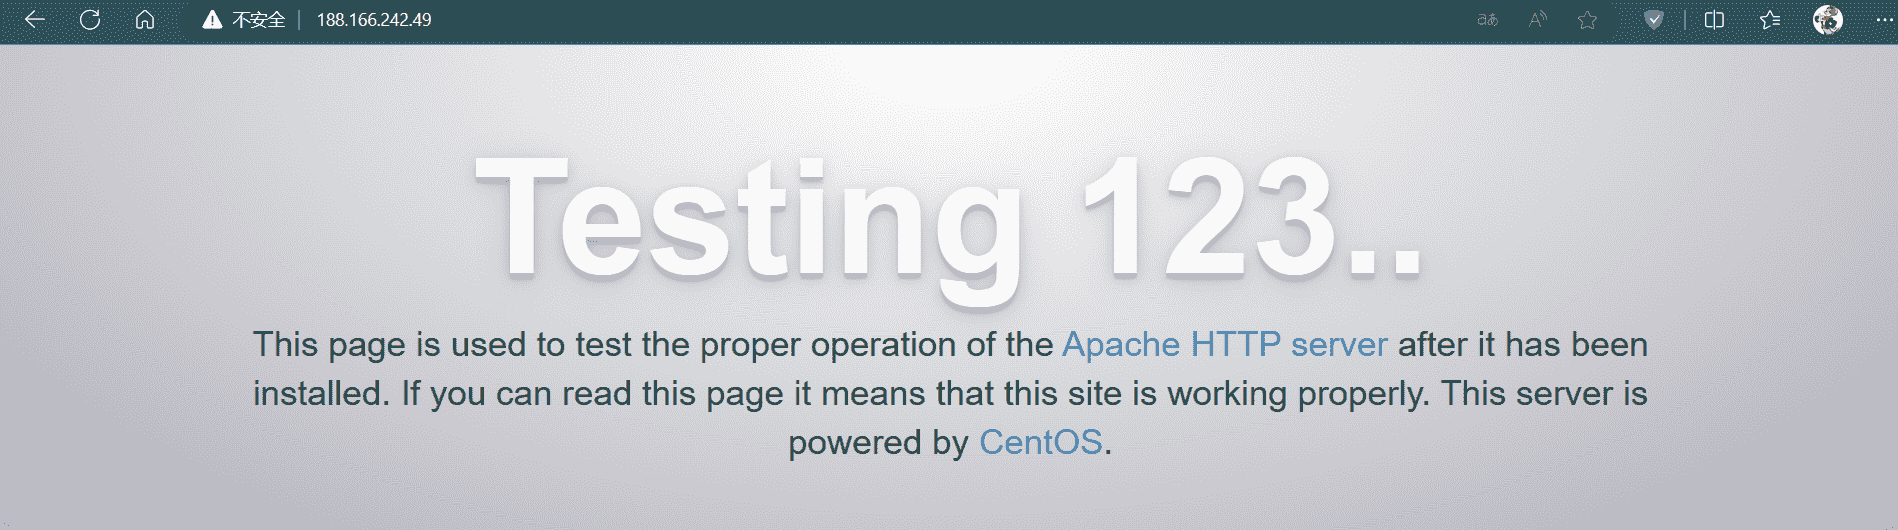 不安全 188.166.242.49 aあ A
Testing 123..
This page is used to test the proper operation of the Apache HTTP server after it has been
installed. If you can read this page it means that this site is working properly. This server is
powered by CentOS.